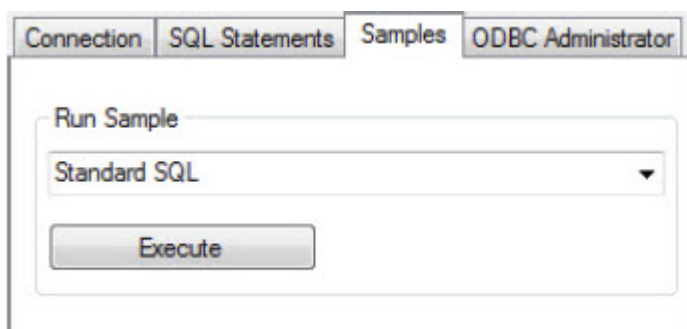 Connection SQL Statements Samples ODBC Administrator
Run Sample
Standard SQL
Execute